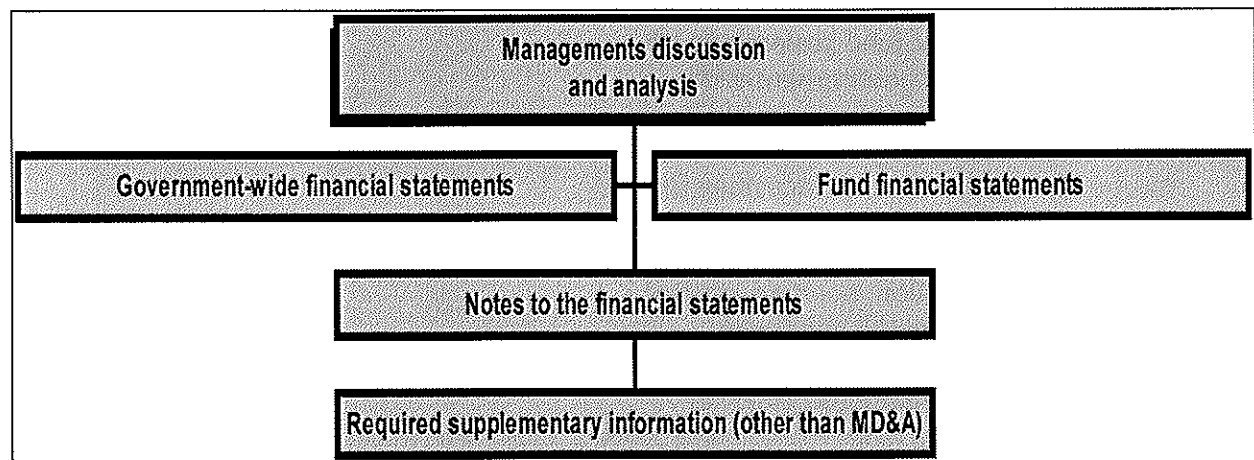 Managements discussion
and analysis
Government-wide financial statements
Fund financial statements
Notes to the financial statements
Required supplementary information (other than MD&A)